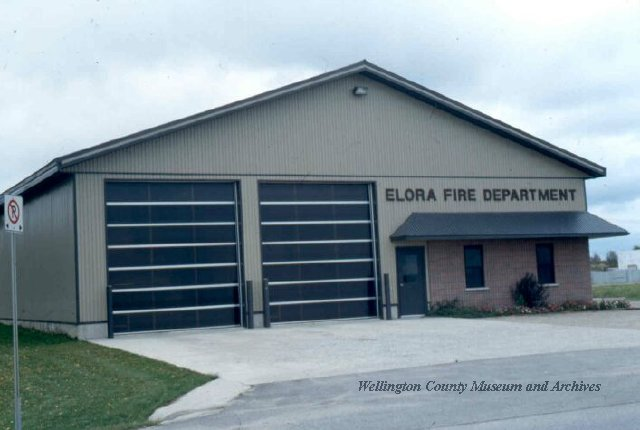 ELORA FIRE DEPARTMENT
Wellington County Museum and Archives